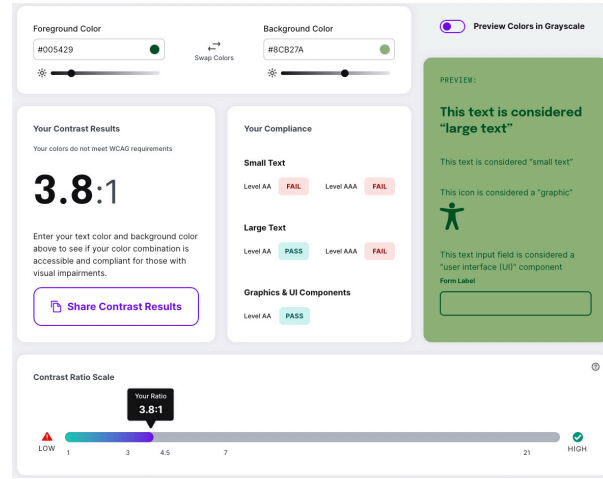 Foreground Color
#005429
Swap Colors
Background Color
#8CB27A
Preview Colors in Grayscale
Your Contrast Results
Your colors do not meet WCAG requirements
3.8:1
Enter your text color and background color
above to see if your color combination is
accessible and compliant for those with
visual impairments.
Share Contrast Results
Your Compliance
Small Text
Level AA FAIL Level AAA FAIL
Large Text
Level AA PASS Level AAA FAIL
Graphics & UI Components
Level AA PASS
PREVIEW:
This text is considered
"large text"
This text is considered "small text"
This icon is considered a "graphic"
This text input field is considered a
"user interface (UI)" component
Form Label
Contrast Ratio Scale
Your Ratio
3.8:1
LOW
1 3 4.5 7 21
HIGH